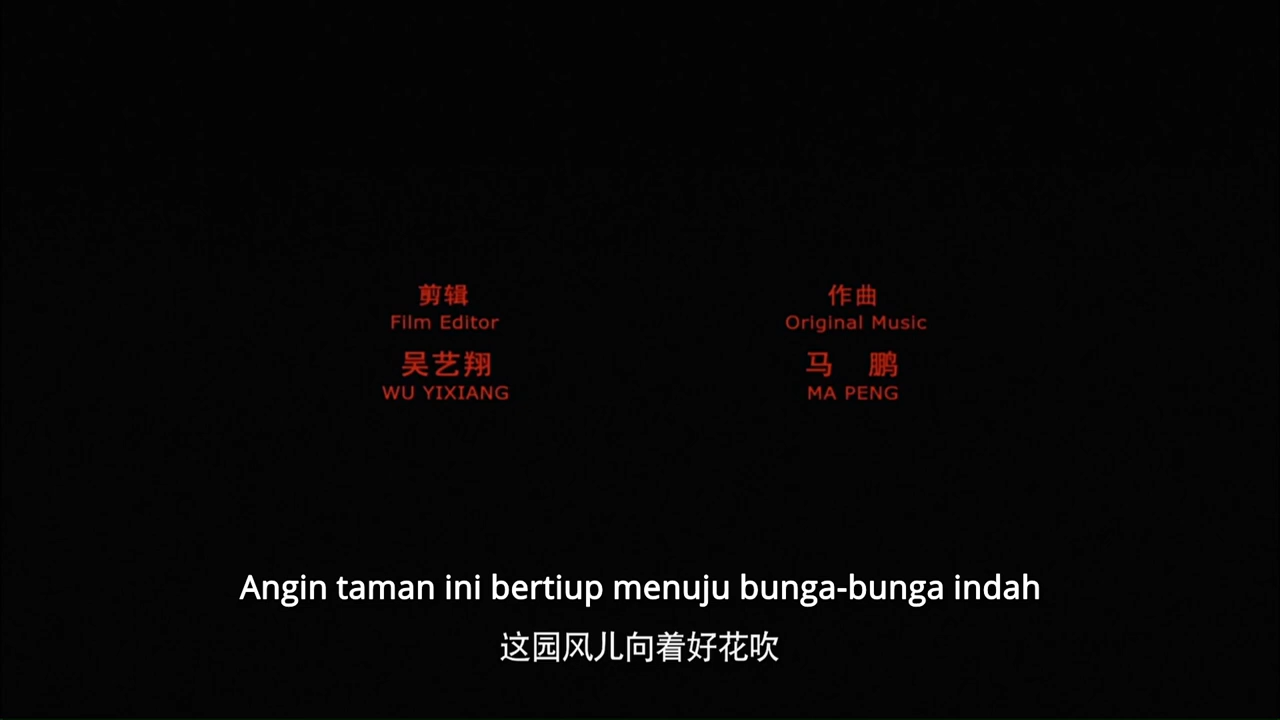 剪辑
Film Editor
吴艺翔
WU YIXIANG
作曲
Original Music
马 鹏
MA PENG
Angin taman ini bertiup menuju bunga-bunga indah
这园风儿向着好花吹